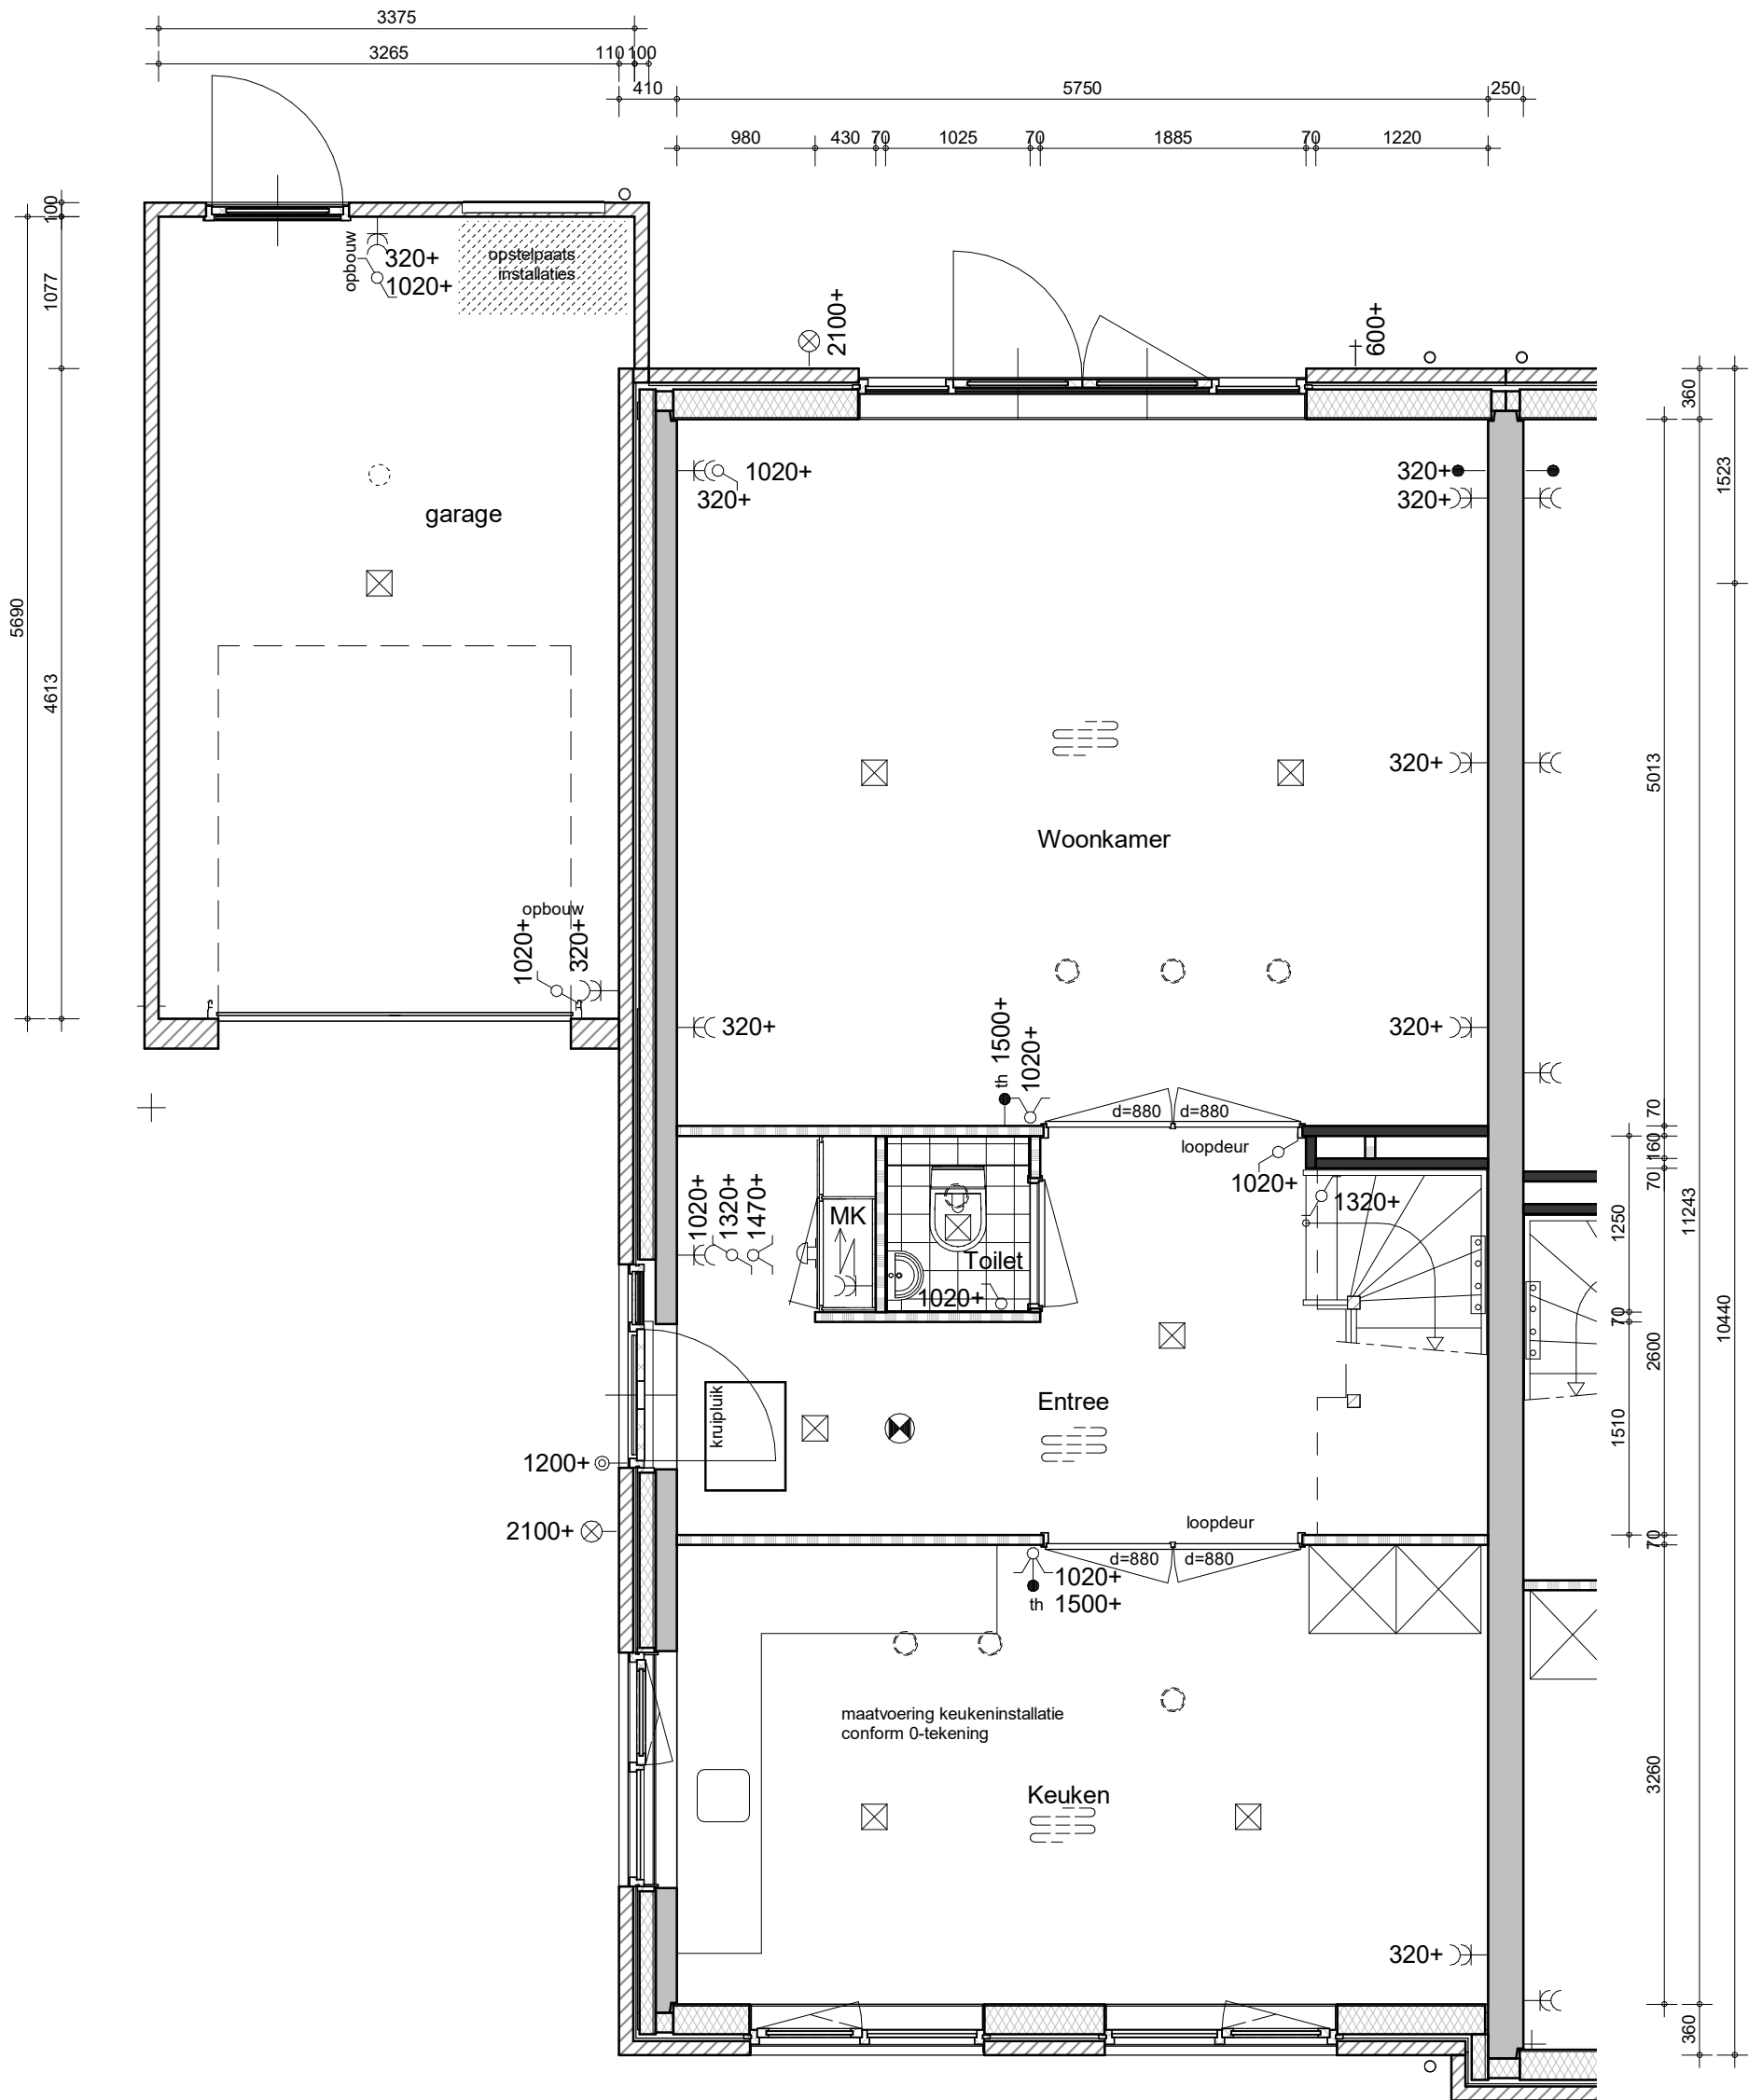 3375
3265
110
100
410
5750
250
980
430
70
1025
70
1885
70
1220
100
1077
5690
4613
opbouw
320+
1020+
opstelpaats
installaties
2100+
600+
360
1523
1020+
320+
320+
320+
garage
320+
5013
Woonkamer
opbouw
1020+
320+
320+
320+
th
1500+
1020+
d=880
d=880
loopdeur
1020+
1320+
70
160
70
1250
11243
1020+
1320+
1470+
MK
Toilet
1020+
70
2600
10440
kruipluik
Entree
1510
1200+
2100+
loopdeur
70
d=880
d=880
1020+
th
1500+
maatvoering keukeninstallatie
conform 0-tekening
3260
Keuken
320+
360